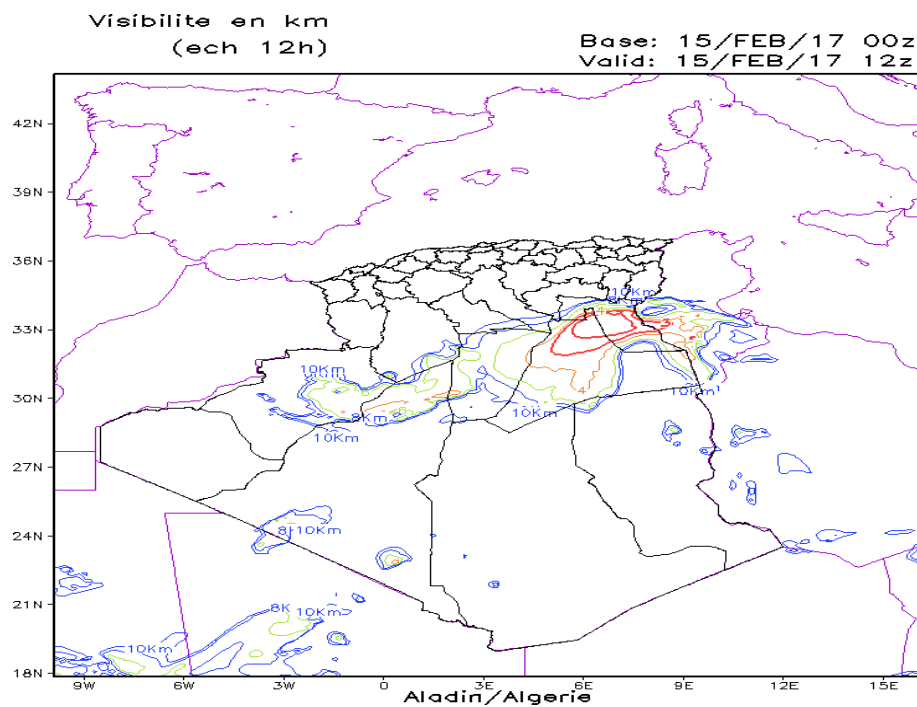 Visibilite en km
(ech 12h)
Base: 15/FEB/17 00z
Valid: 15/FEB/17 12z
42N
39N
36N
10Km
33N
10Km
10Km
30N
8Km
10Km
10Km
27N
10Km
24N
21N
8K
10Km
10Km
18N
9W
6W
3W
0
3E
6E
9E
12E
15E
Aladin/Algerie